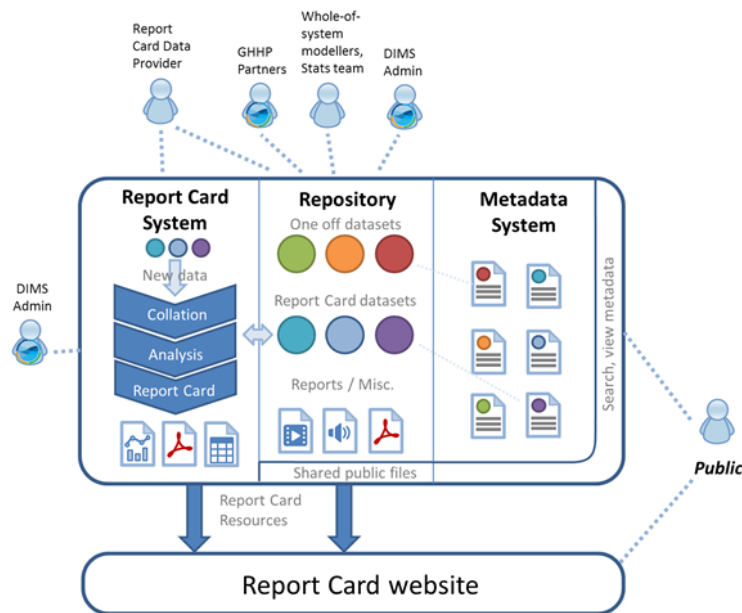 Report
Card Data
Provider
GHHP
Partners
Whole-of-
system
modellers,
Stats team
DIMS
Admin
Report Card
System
Repository
Metadata
System
One off datasets
New data
Report Card datasets
Collation
Analysis
Report Card
Reports / Misc.
Shared public files
Search, view metadata
DIMS
Admin
Public
Report Card
Resources
Report Card website